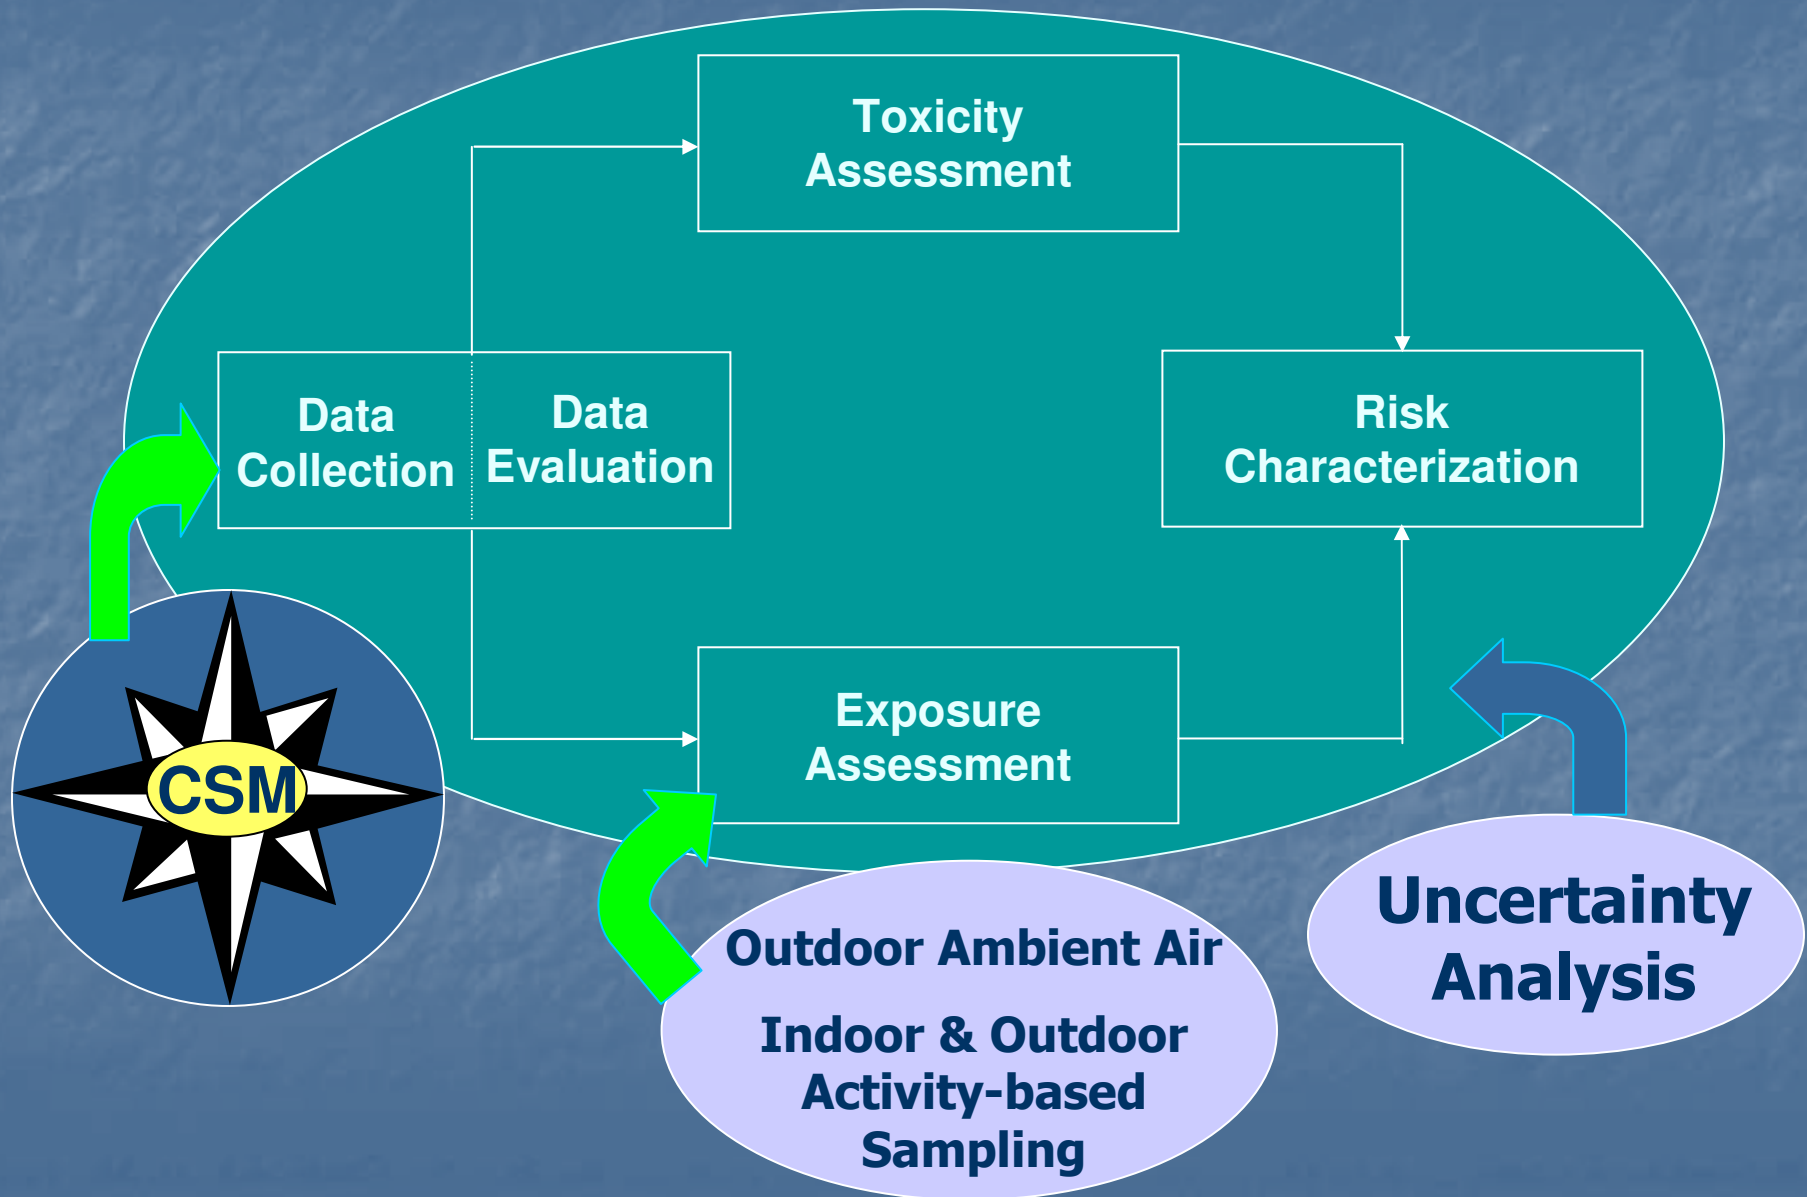 Toxicity
Assessment
Data
Collection
Data
Evaluation
Risk
Characterization
CSM
Exposure
Assessment
Outdoor Ambient Air
Indoor & Outdoor
Activity-based
Sampling
Uncertainty
Analysis